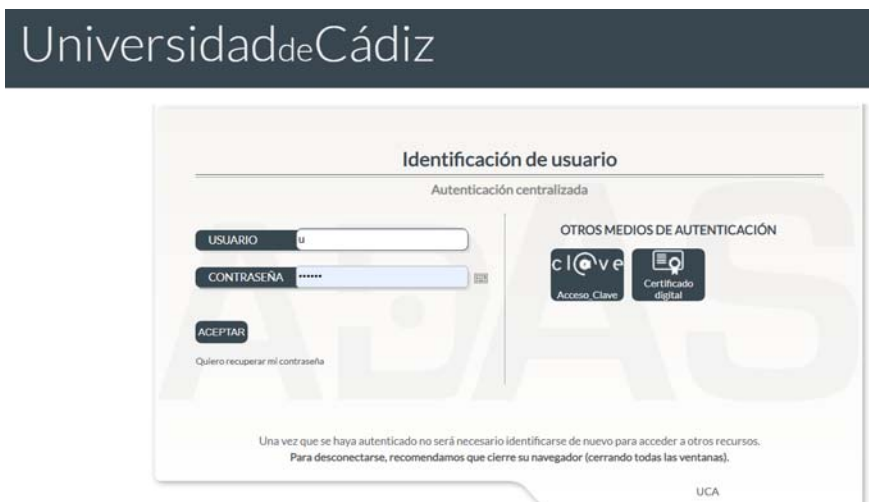 UniversidaddeCádiz
Identificación de usuario
Autenticación centralizada
OTROS MEDIOS DE AUTENTICACIÓN
USUARIO u
CONTRASEÑA ••••••
cl@ve
Acceso_Clave
Certificado
digital
ACEPTAR
Quiero recuperar mi contraseña
ADAS
Una vez que se haya autenticado no será necesario identificarse de nuevo para acceder a otros recursos.
Para desconectarse, recomendamos que cierre su navegador (cerrando todas las ventanas).
UCA